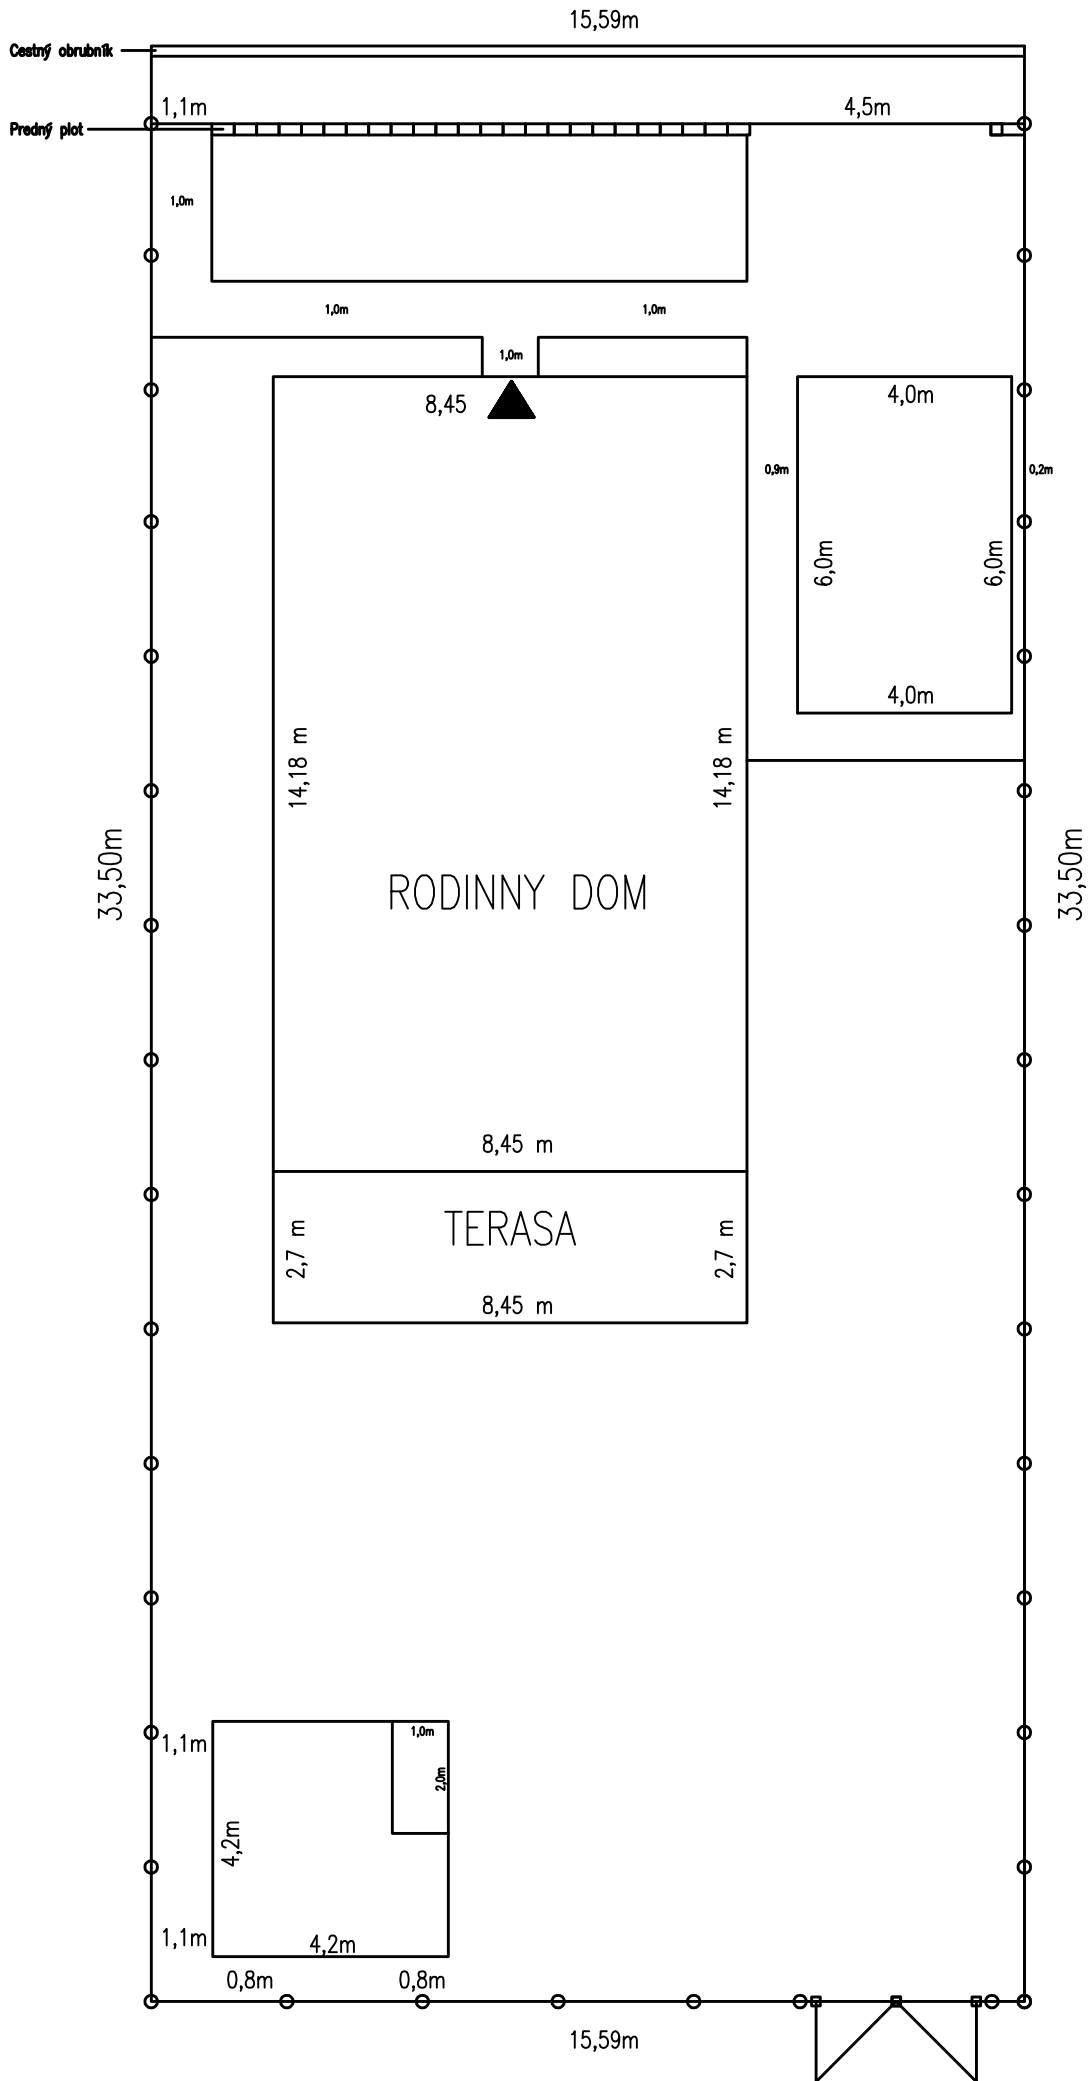 15,59m
Cestný obrubník
1,1m
4,5m
Predný plot
1,0m
1,0m
1,0m
1,0m
8,45
4,0m
0,9m
0,2m
6,0m
6,0m
4,0m
14,18 m
14,18 m
33,50m
33,50m
RODINNY DOM
8,45 m
TERASA
2,7 m
2,7 m
8,45 m
1,0m
1,1m
2,0m
4,2m
1,1m
4,2m
0,8m
0,8m
15,59m